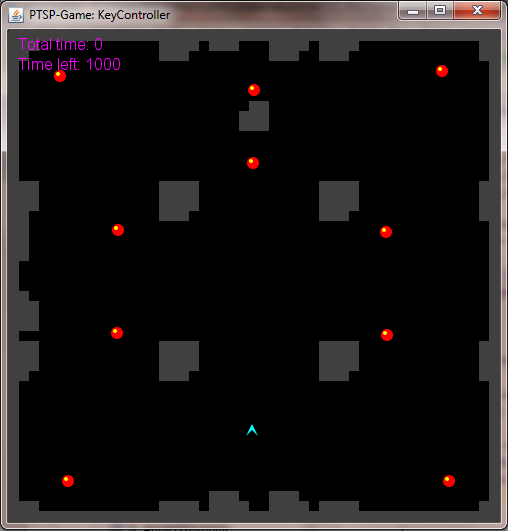 PTSP-Game: KeyController
Total time: 0
Time left: 1000